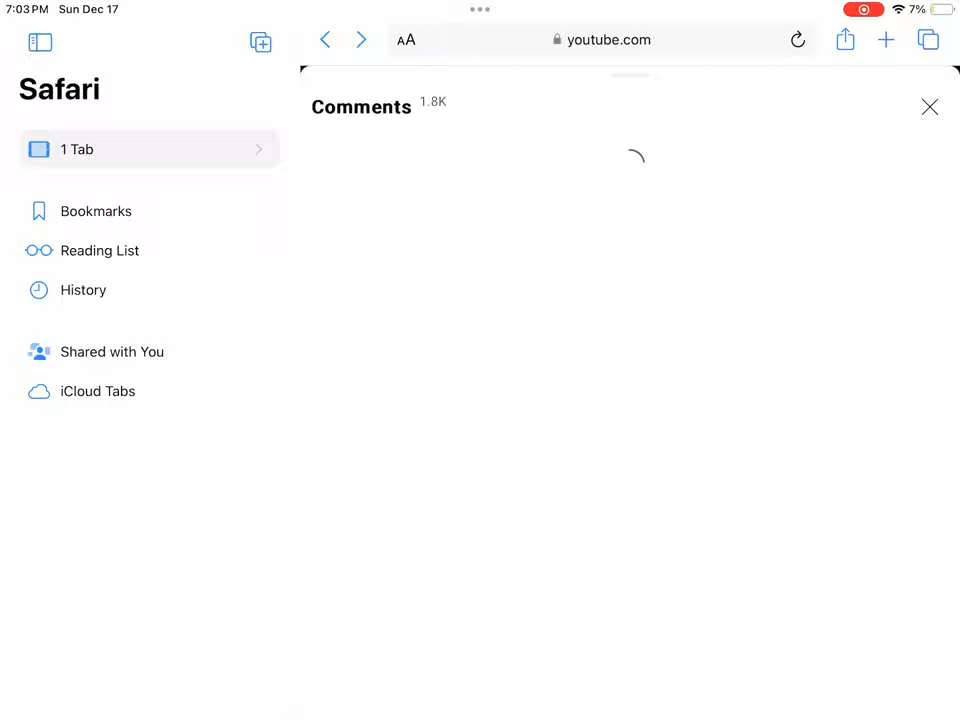 7:03 PM Sun Dec 17
7%
AA
youtube.com
Safari
1 Tab
Bookmarks
Reading List
History
Shared with You
iCloud Tabs
Comments 1.8K